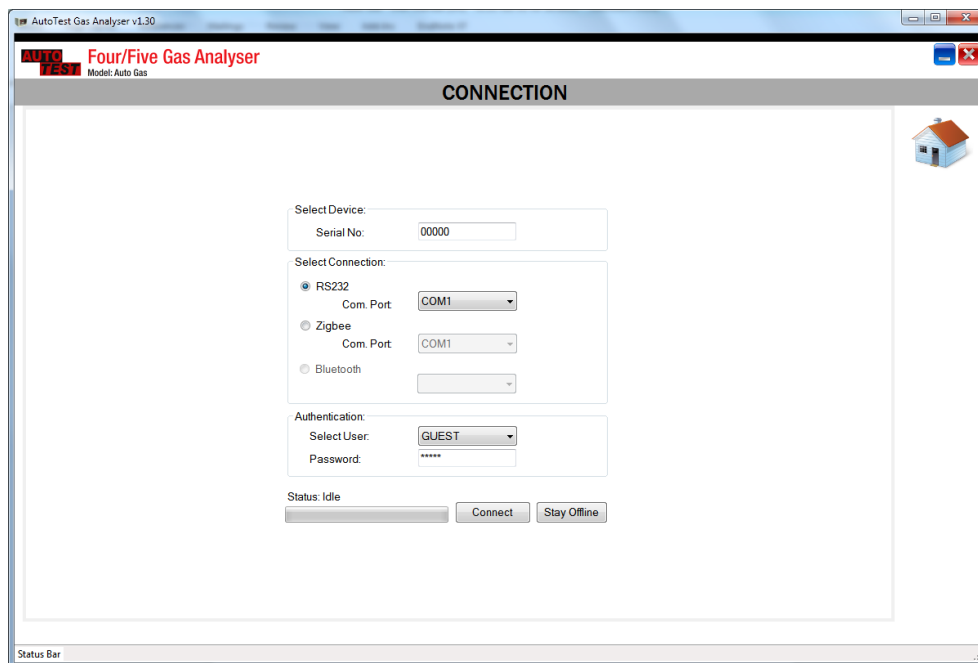 AutoTest Gas Analyser v1.30
AUTO
TEST
Four/Five Gas Analyser
Model: Auto Gas
CONNECTION
Select Device:
Serial No: 00000
Select Connection:
RS232
Com. Port COM1
Zigbee
Com. Port COM1
Bluetooth
Authentication:
Select User: GUEST
Password: *****
Status: Idle
Connect Stay Offline
Status Bar